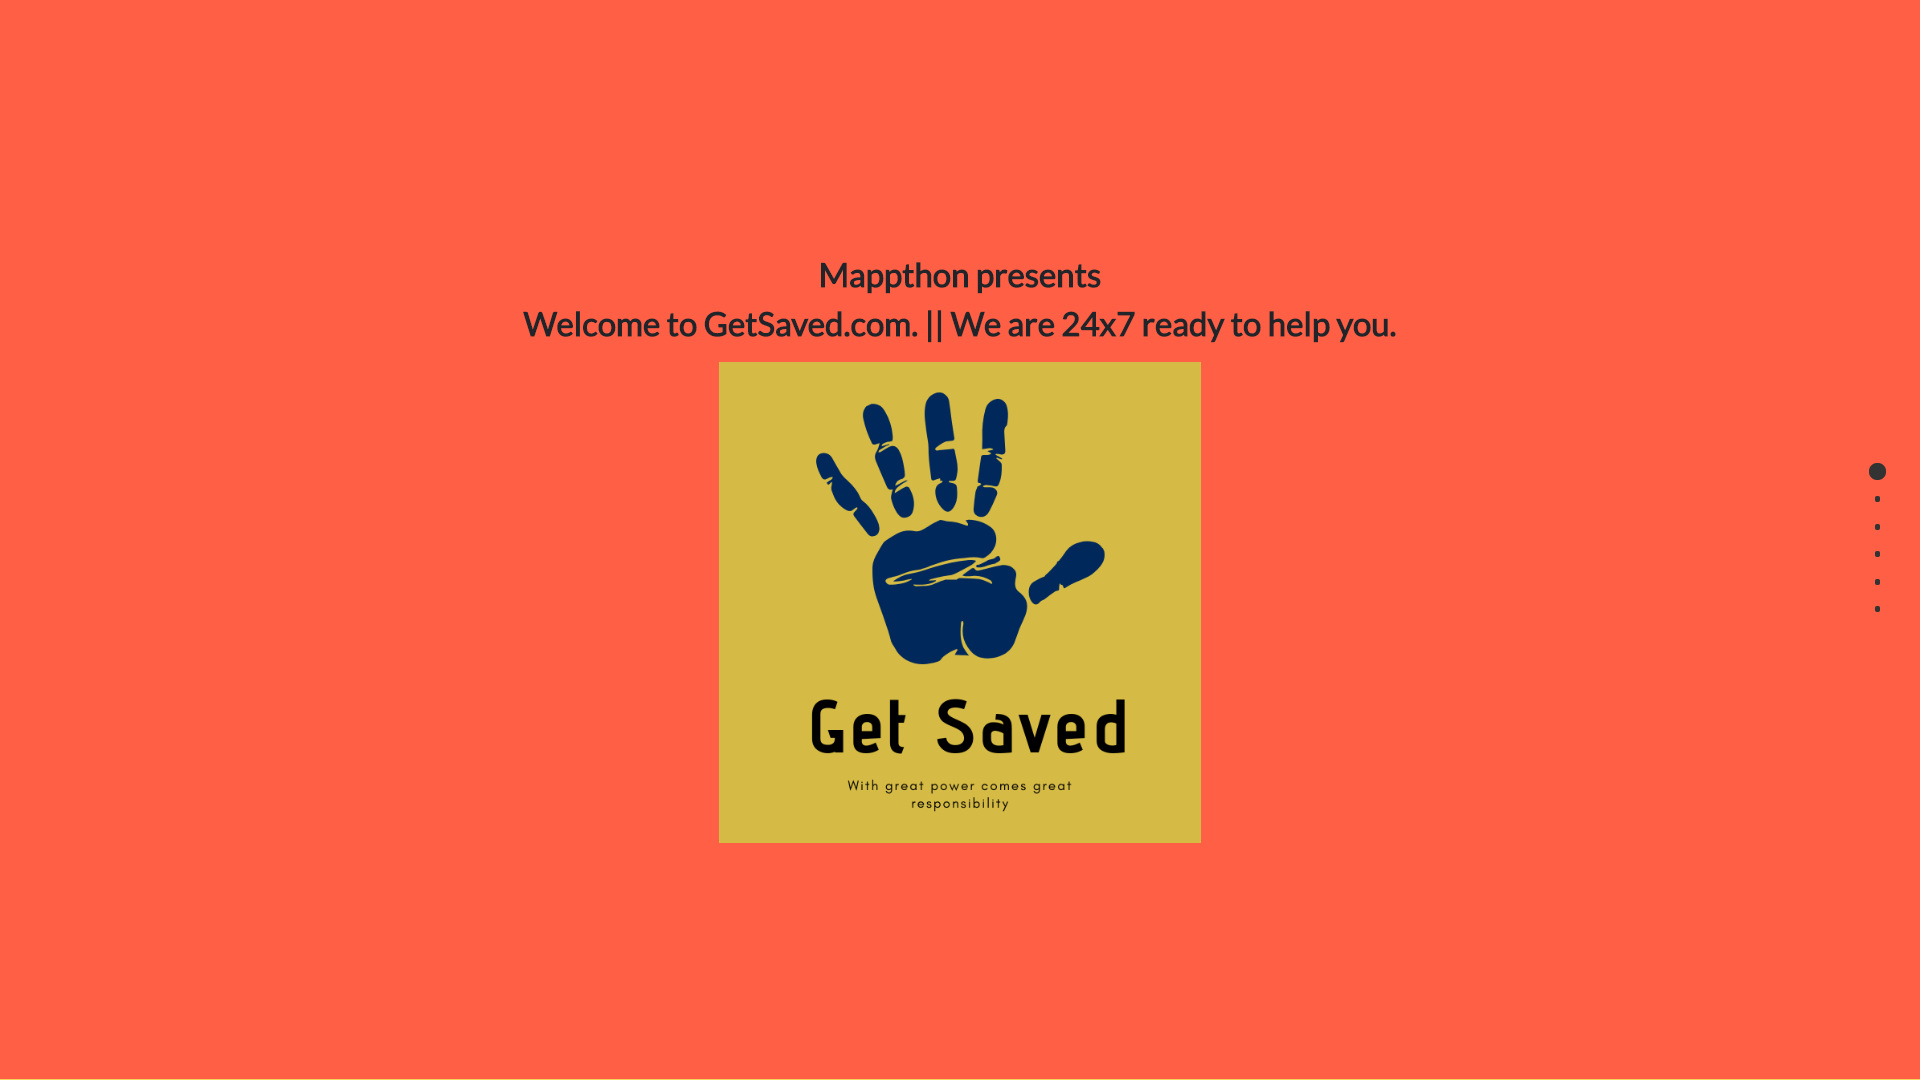 Mappthon presents
Welcome to GetSaved.com. || We are 24x7 ready to help you.
Get Saved
With great power comes great
responsibility